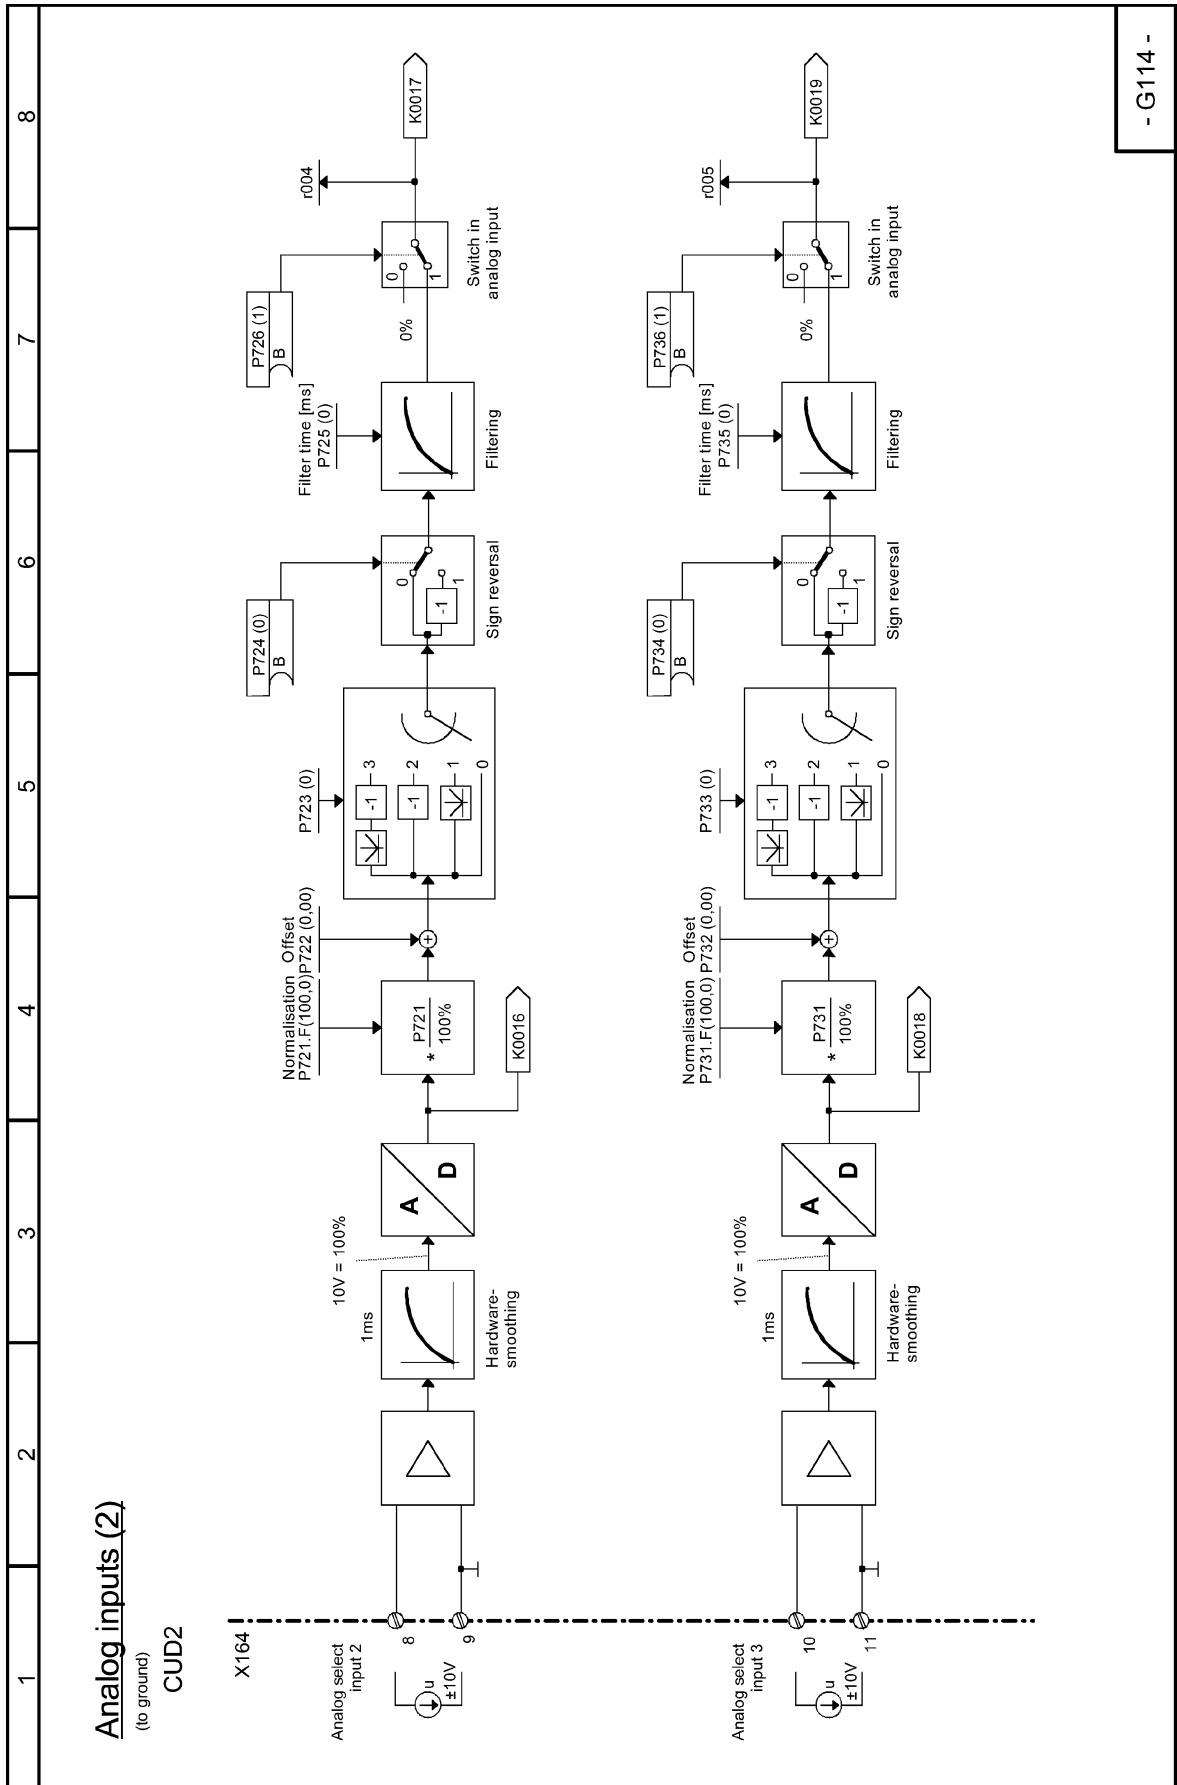 1 2 3 4 5 6 7 8
Analog inputs (2)
(to ground)
CUD2
X164
Analog select
input 2
u
±10V
8
9
1ms
Hardware-
smoothing
10V = 100%
A
D
K0016
Normalisation
P721.F(100,0)
* P721
100%
Offset
P722 (0,00)
+
P723 (0)
-1 3
-1 2
1
0
P724 (0)
B
0
-1
1
Sign reversal
Filter time [ms]
P725 (0)
Filtering
P726 (1)
B
0%
0
1
Switch in
analog input
r004
K0017
Analog select
input 3
u
±10V
10
11
1ms
Hardware-
smoothing
10V = 100%
A
D
K0018
Normalisation
P731.F(100,0)
* P731
100%
Offset
P732 (0,00)
+
P733 (0)
-1 3
-1 2
1
0
P734 (0)
B
0
-1
1
Sign reversal
Filter time [ms]
P735 (0)
Filtering
P736 (1)
B
0%
0
1
Switch in
analog input
r005
K0019
- G114 -